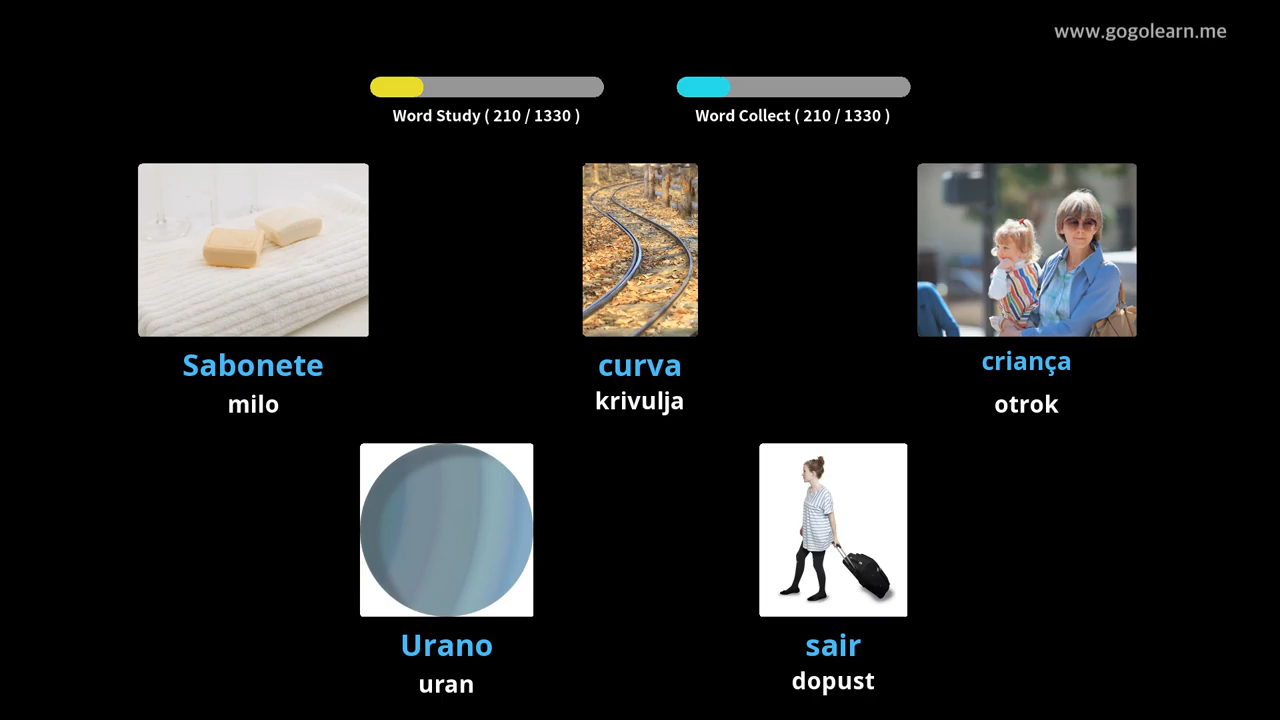 www.gogolearn.me
Word Study ( 210 / 1330 )
Word Collect ( 210 / 1330 )
Sabonete
milo
curva
krivulja
criança
otrok
Urano
uran
sair
dopust